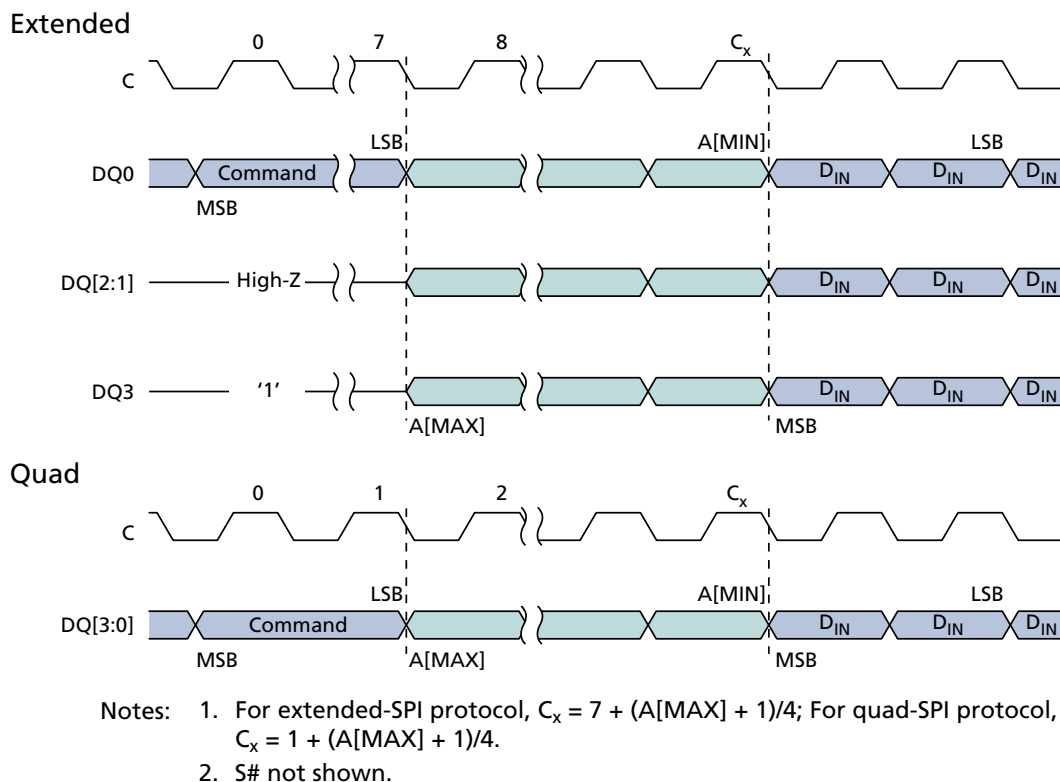 Extended
0 7 8 Cx
C
LSB A[MIN] LSB
DQ0 Command DIN DIN DIN
MSB
DQ[2:1] High-Z DIN DIN DIN
DQ3 '1' DIN DIN DIN
A[MAX] MSB
Quad
0 1 2 Cx
C
LSB A[MIN] LSB
DQ[3:0] Command DIN DIN DIN
MSB A[MAX] MSB
Notes: 1. For extended-SPI protocol, Cx = 7 + (A[MAX] + 1)/4; For quad-SPI protocol,
Cx = 1 + (A[MAX] + 1)/4.
2. S# not shown.